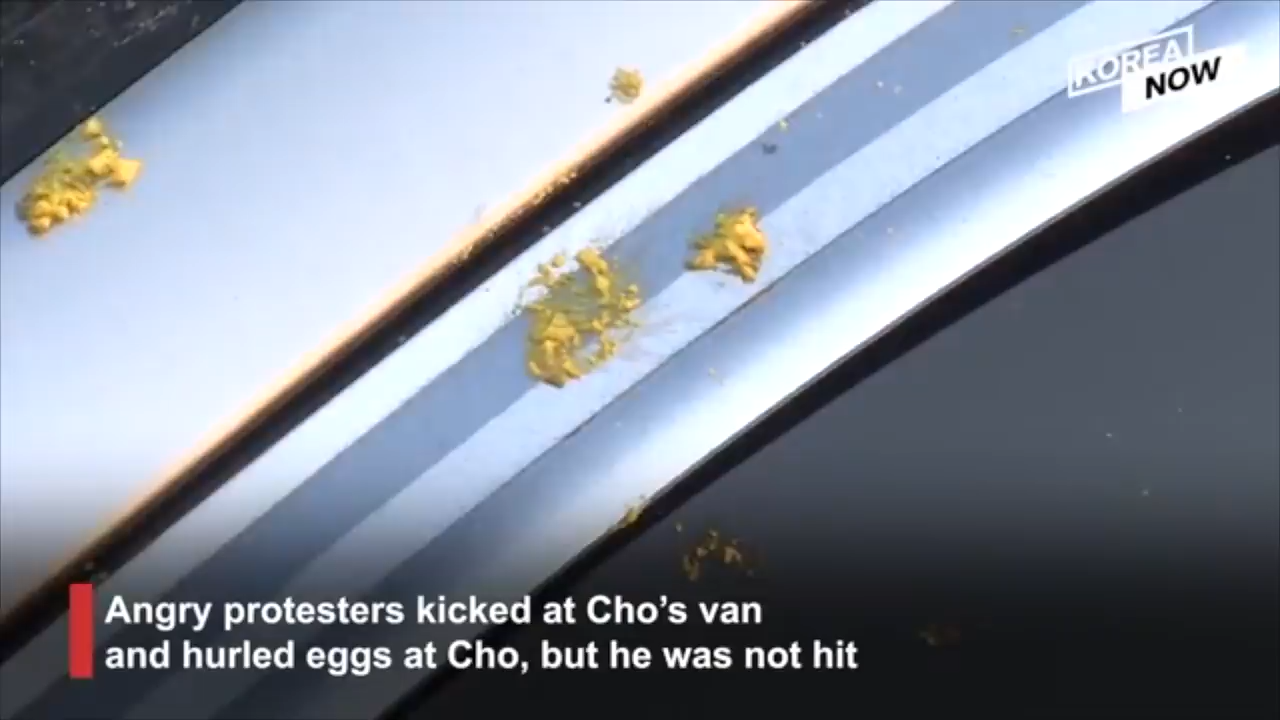 KOREA
NOW
Angry protesters kicked at Cho’s van
and hurled eggs at Cho, but he was not hit